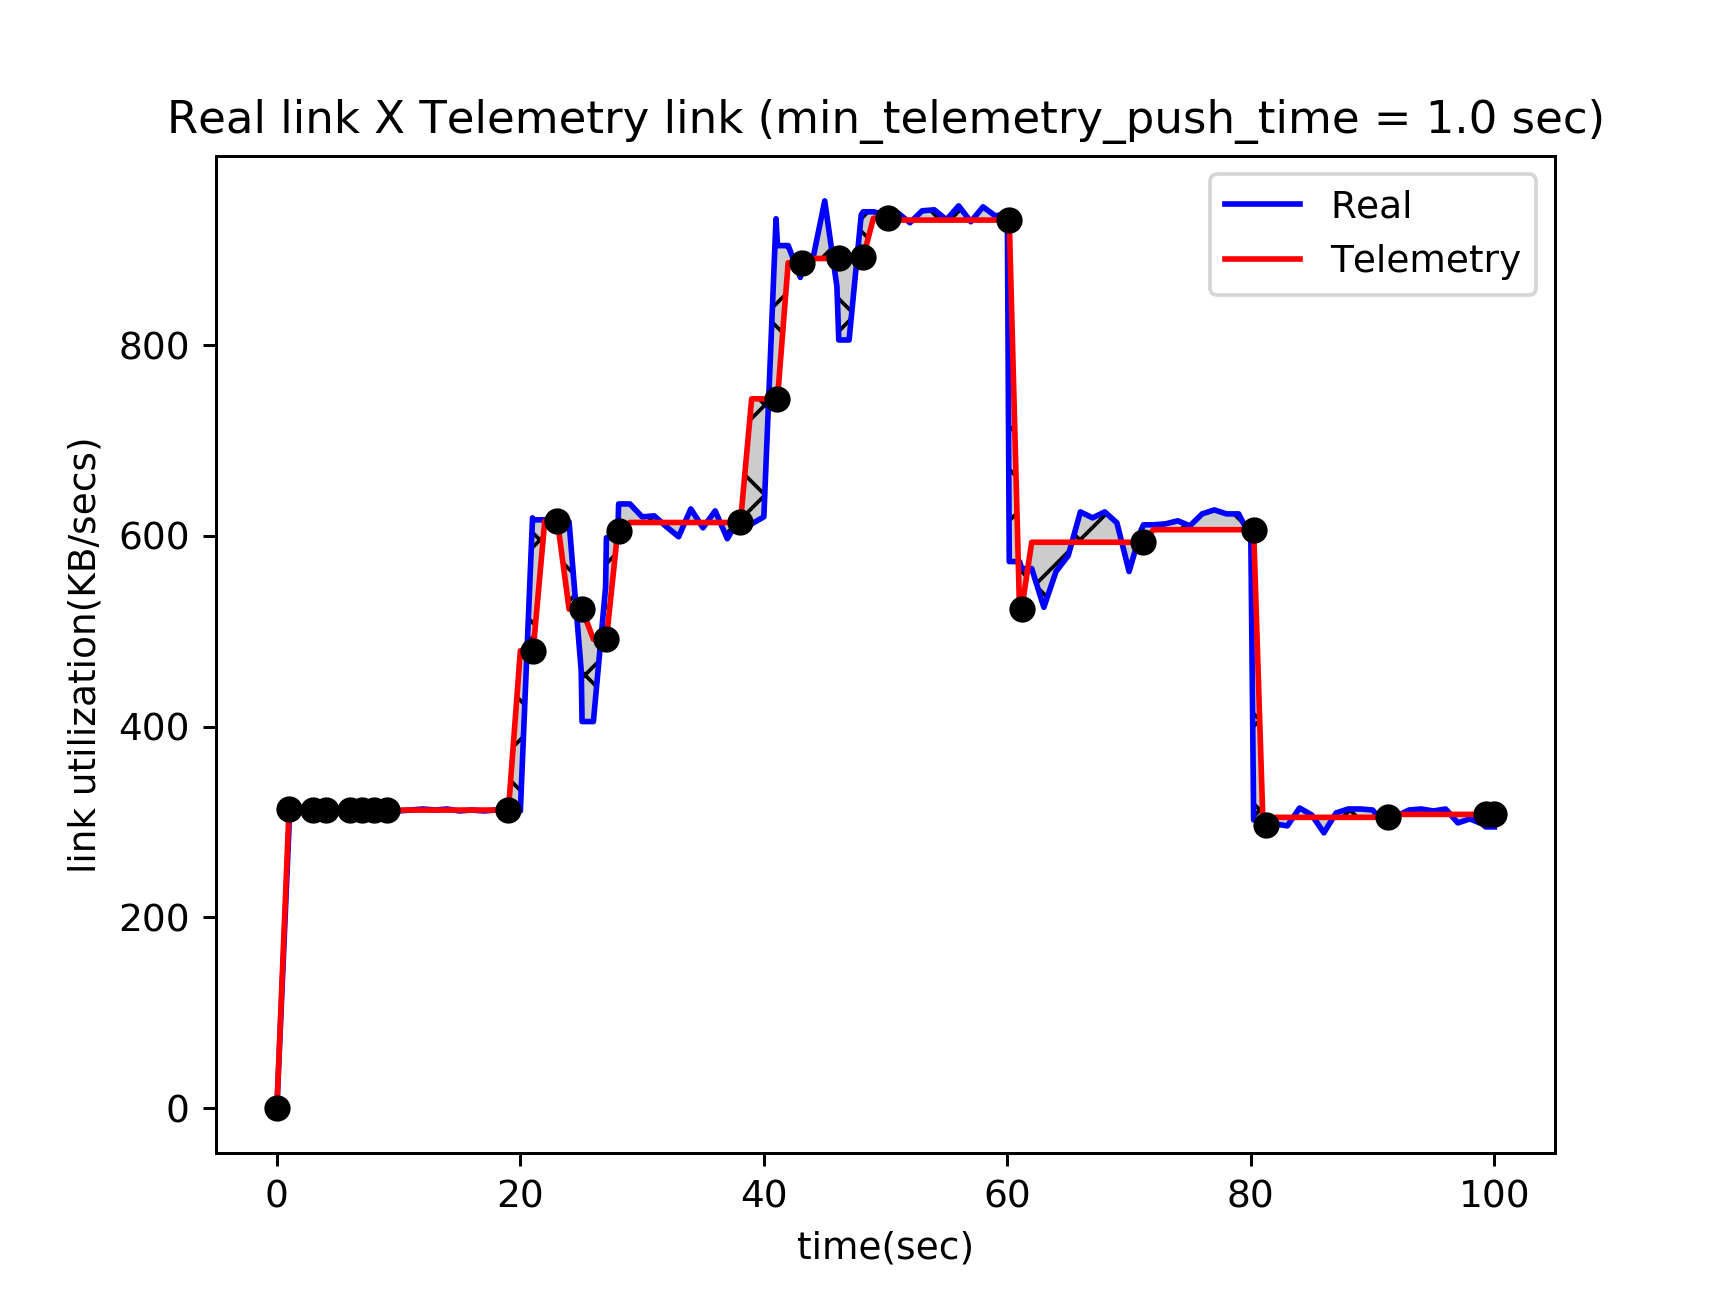 Real link X Telemetry link (min_telemetry_push_time = 1.0 sec)
Real
Telemetry
link utilization(KB/secs)
800
600
400
200
0
0 20 40 60 80 100
time(sec)